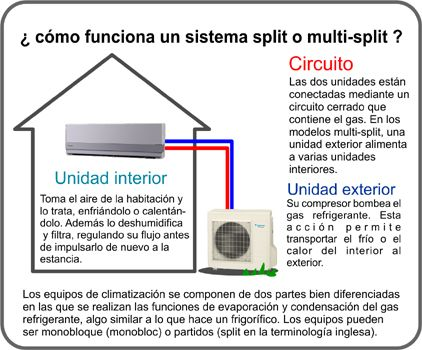 ¿ cómo funciona un sistema split o multi-split ?
Circuito
Las dos unidades están
conectadas mediante un
circuito cerrado que
contiene el gas. En los
modelos multi-split, una
unidad exterior alimenta
a varias unidades
interiores.
Unidad interior
Toma el aire de la habitación y
lo trata, enfriándolo o calentán-
dolo. Además lo deshumidifica
y filtra, regulando su flujo antes
de impulsarlo de nuevo a la
estancia.
Unidad exterior
Su compresor bombea el
gas refrigerante. Esta
acción permite
transportar el frío o el
calor del interior al
exterior.
Los equipos de climatización se componen de dos partes bien diferenciadas
en las que se realizan las funciones de evaporación y condensación del gas
refrigerante, algo similar a lo que hace un frigorífico. Los equipos pueden
ser monobloque (monobloc) o partidos (split en la terminología inglesa).